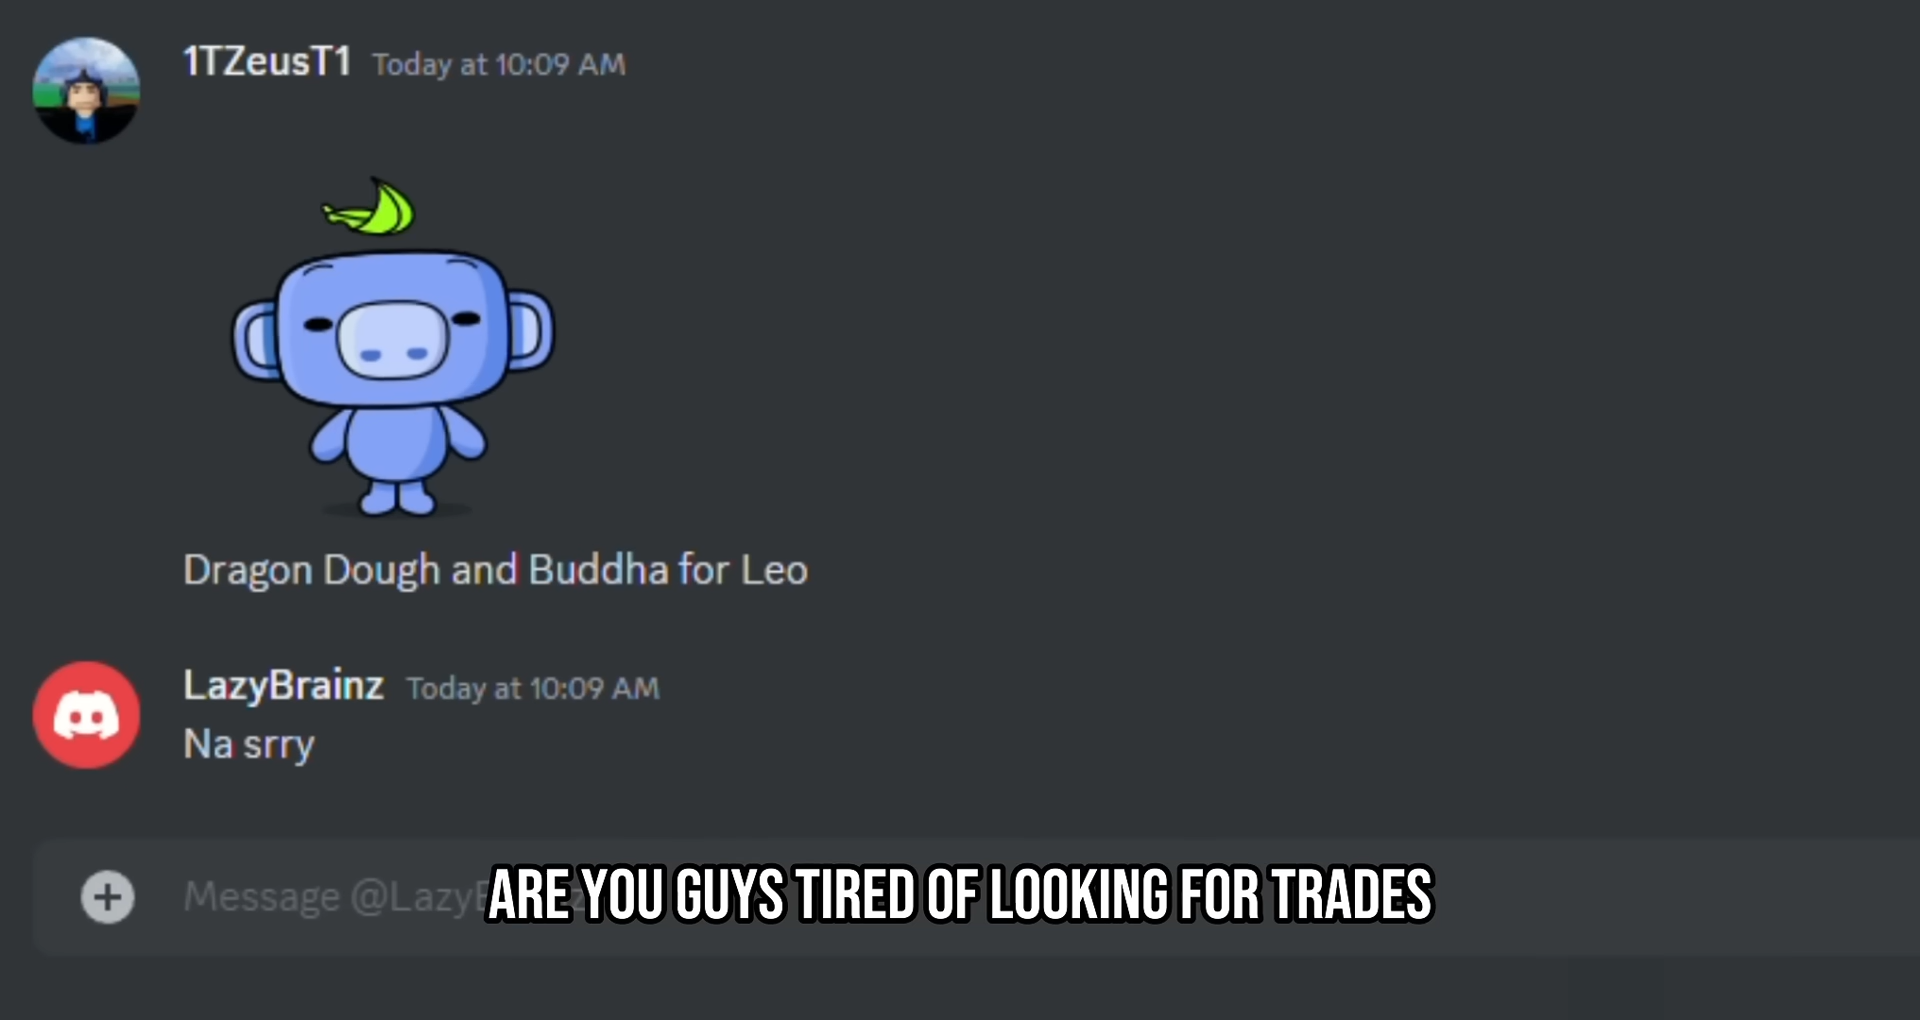 1TZeusT1 Today at 10:09 AM
Dragon Dough and Buddha for Leo
LazyBrainz Today at 10:09 AM
Na srry
Message @LazyB
ARE YOU GUYS TIRED OF LOOKING FOR TRADES